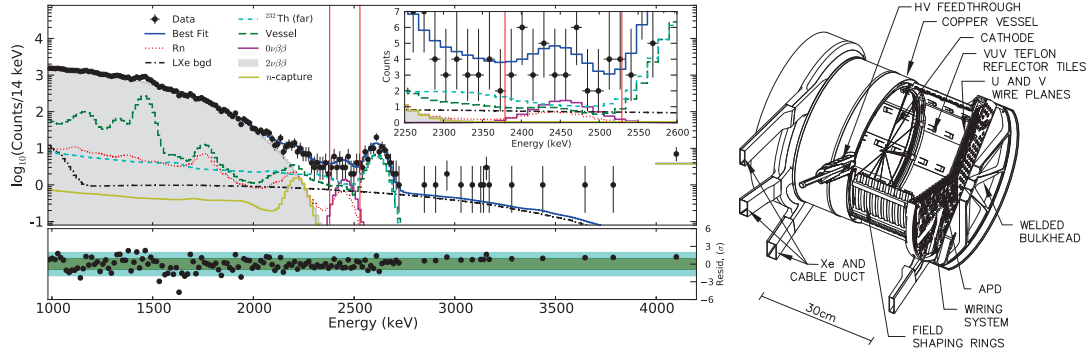 Data
Best Fit
Rn
LXe bgd
²³²Th (far)
Vessel
0νββ
2νββ
n-capture
log₁₀(Counts/14 keV)
5
4
3
2
1
0
-1
Counts
7
6
5
4
3
2
1
0
2250 2300 2350 2400 2450 2500 2550 2600
Energy (keV)
6
3
0
−3
−6
Resid. (σ)
1000 1500 2000 2500 3000 3500 4000
Energy (keV)
HV FEEDTHROUGH
COPPER VESSEL
CATHODE
VUV TEFLON
REFLECTOR TILES
U AND V
WIRE PLANES
WELDED
BULKHEAD
Xe AND
CABLE DUCT
APD
WIRING
SYSTEM
30cm
FIELD
SHAPING RINGS